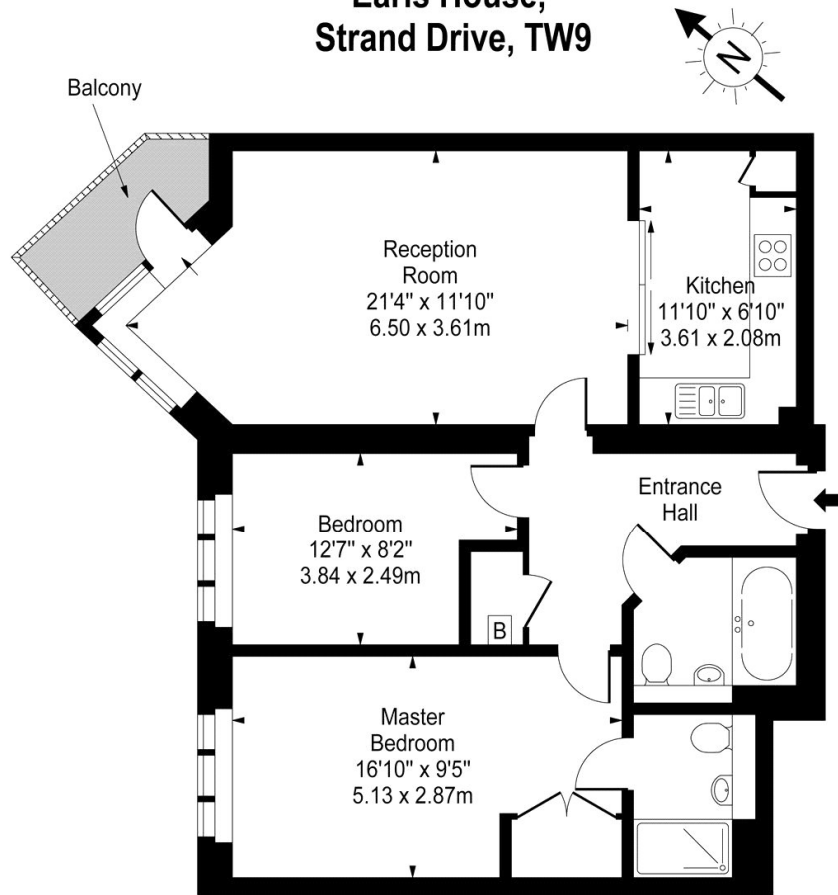 Earls House,
Strand Drive, TW9
N
Balcony
Reception
Room
21'4" x 11'10"
6.50 x 3.61m
Kitchen
11'10" x 6'10"
3.61 x 2.08m
Entrance
Hall
Bedroom
12'7" x 8'2"
3.84 x 2.49m
B
Master
Bedroom
16'10" x 9'5"
5.13 x 2.87m